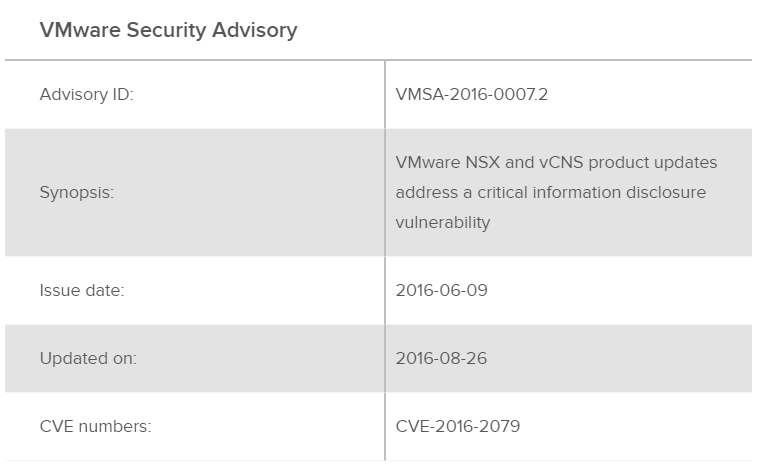 VMware Security Advisory
Advisory ID: VMSA-2016-0007.2
Synopsis: VMware NSX and vCNS product updates
address a critical information disclosure
vulnerability
Issue date: 2016-06-09
Updated on: 2016-08-26
CVE numbers: CVE-2016-2079